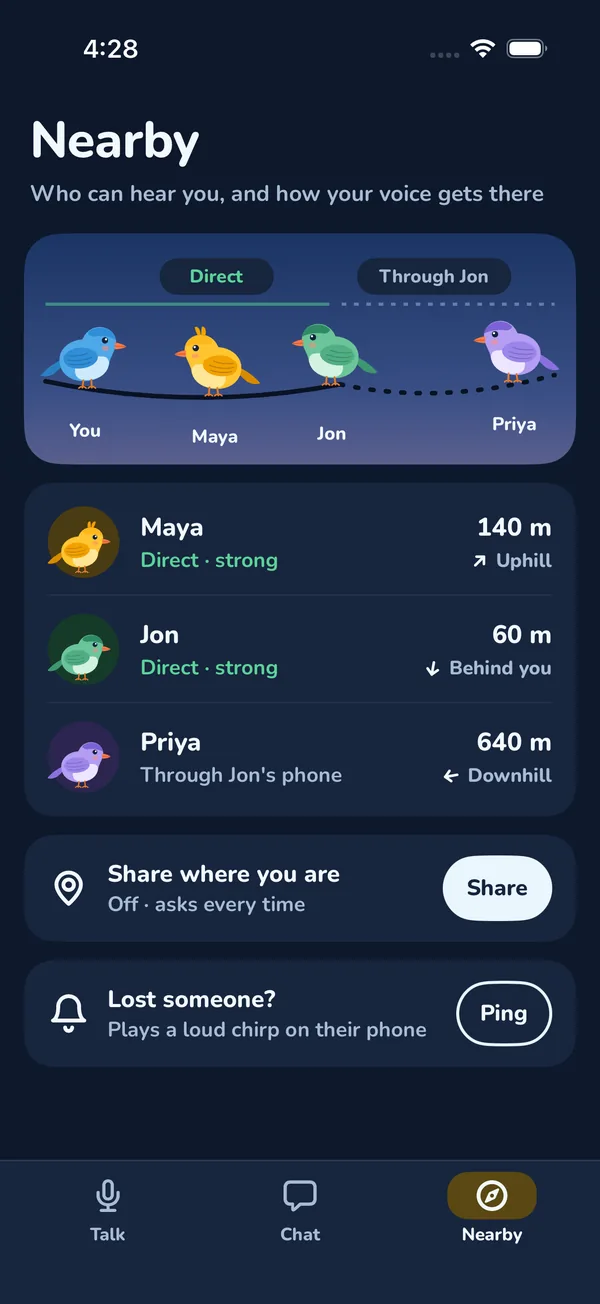 4:28
Nearby
Who can hear you, and how your voice gets there
Direct
Through Jon
You
Maya
Jon
Priya
Maya
140 m
Direct · strong
Uphill
Jon
60 m
Direct · strong
Behind you
Priya
640 m
Through Jon's phone
Downhill
Share where you are
Off · asks every time
Share
Lost someone?
Plays a loud chirp on their phone
Ping
Talk
Chat
Nearby